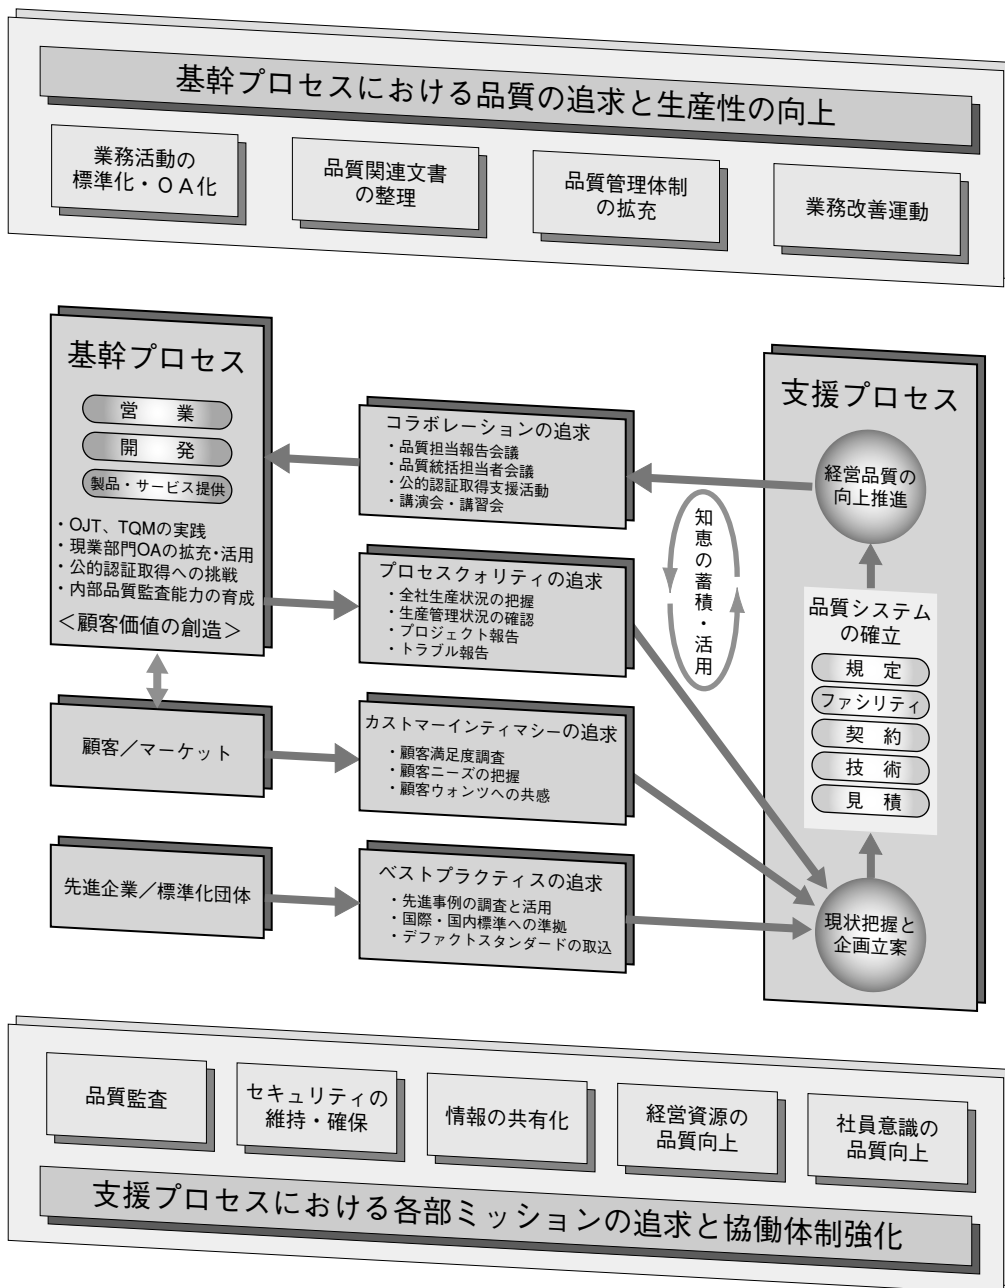 基幹プロセスにおける品質の追求と生産性の向上
業務活動の
標準化・ＯＡ化
品質関連文書
の整理
品質管理体制
の拡充
業務改善運動
基幹プロセス
営　業
開　発
製品・サービス提供
・OJT、TQMの実践
・現業部門OAの拡充・活用
・公的認証取得への挑戦
・内部品質監査能力の育成
＜顧客価値の創造＞
顧客／マーケット
先進企業／標準化団体
コラボレーションの追求
・品質担当報告会議
・品質統括担当者会議
・公的認証取得支援活動
・講演会・講習会
プロセスクォリティの追求
・全社生産状況の把握
・生産管理状況の確認
・プロジェクト報告
・トラブル報告
カストマーインティマシーの追求
・顧客満足度調査
・顧客ニーズの把握
・顧客ウォンツへの共感
ベストプラクティスの追求
・先進事例の調査と活用
・国際・国内標準への準拠
・デファクトスタンダードの取込
知恵の蓄積・活用
支援プロセス
経営品質の
向上推進
品質システム
の確立
規　定
ファシリティ
契　約
技　術
見　積
現状把握と
企画立案
品質監査
セキュリティの
維持・確保
情報の共有化
経営資源の
品質向上
社員意識の
品質向上
支援プロセスにおける各部ミッションの追求と協働体制強化